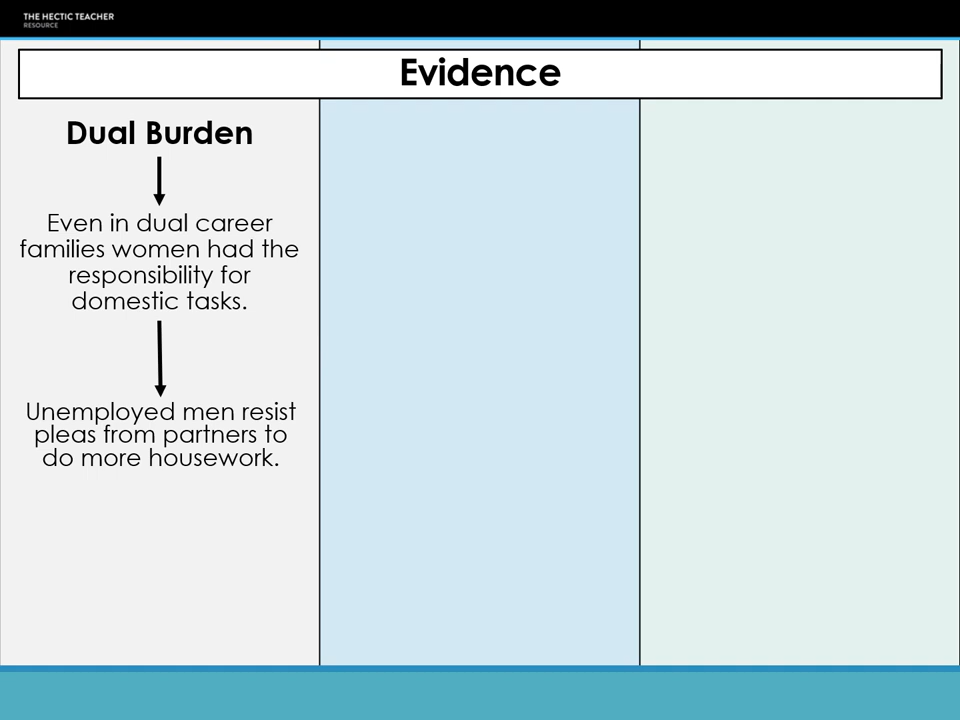 THE HECTIC TEACHER
RESOURCE
Evidence
Dual Burden
Even in dual career
families women had the
responsibility for
domestic tasks.
Unemployed men resist
pleas from partners to
do more housework.